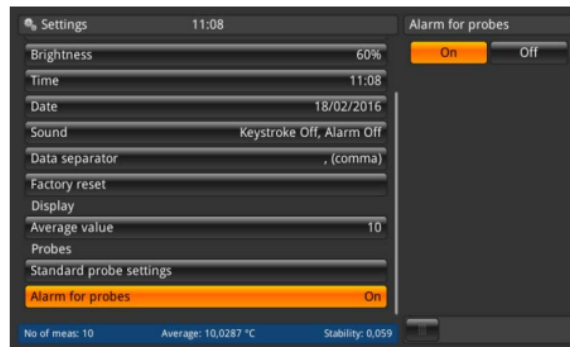 Settings 11:08
Brightness 60%
Time 11:08
Date 18/02/2016
Sound Keystroke Off, Alarm Off
Data separator , (comma)
Factory reset
Display
Average value 10
Probes
Standard probe settings
Alarm for probes On
No of meas: 10 Average: 10,0287 °C Stability: 0,059
Alarm for probes
On Off